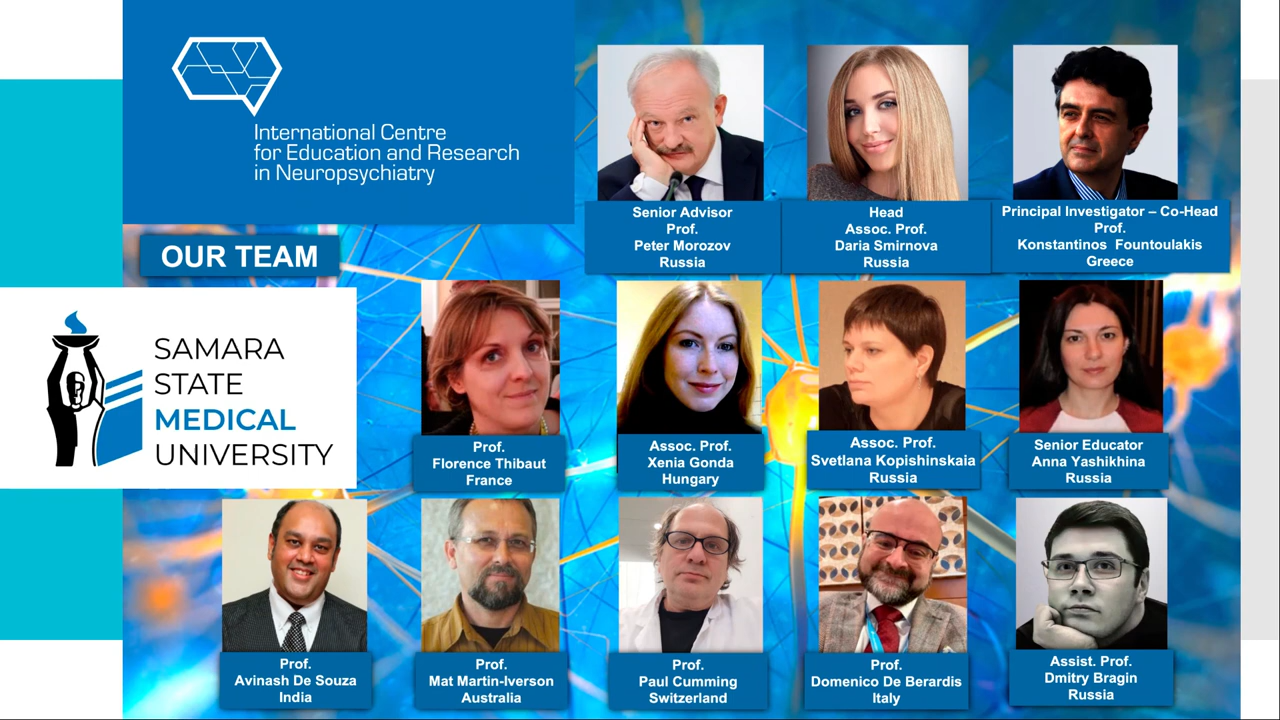 International Centre
for Education and Research
in Neuropsychiatry
OUR TEAM
SAMARA
STATE
MEDICAL
UNIVERSITY
Senior Advisor
Prof.
Peter Morozov
Russia
Head
Assoc. Prof.
Daria Smirnova
Russia
Principal Investigator – Co-Head
Prof.
Konstantinos Fountoulakis
Greece
Prof.
Florence Thibaut
France
Assoc. Prof.
Xenia Gonda
Hungary
Assoc. Prof.
Svetlana Kopishinskaia
Russia
Senior Educator
Anna Yashikhina
Russia
Prof.
Avinash De Souza
India
Prof.
Mat Martin-Iverson
Australia
Prof.
Paul Cumming
Switzerland
Prof.
Domenico De Berardis
Italy
Assist. Prof.
Dmitry Bragin
Russia